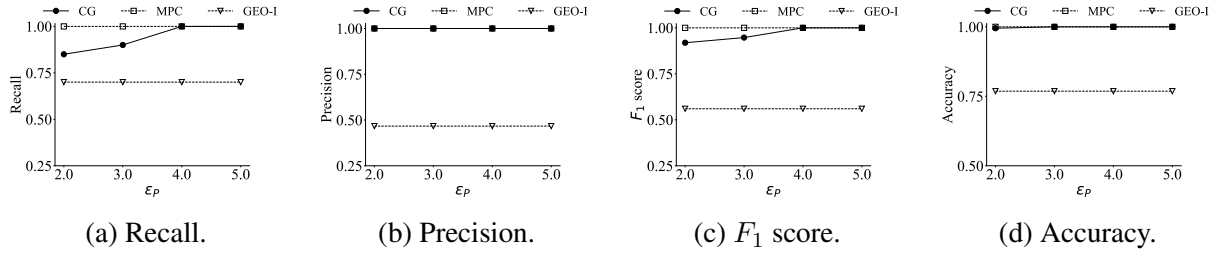 CG MPC GEO-I
1.00
0.75
0.50
0.25
Recall
2.0 3.0 4.0 5.0
εP
(a) Recall.
CG MPC GEO-I
1.00
0.75
0.50
0.25
Precision
2.0 3.0 4.0 5.0
εP
(b) Precision.
CG MPC GEO-I
1.00
0.75
0.50
0.25
F1 score
2.0 3.0 4.0 5.0
εP
(c) F1 score.
CG MPC GEO-I
1.00
0.75
0.50
Accuracy
2.0 3.0 4.0 5.0
εP
(d) Accuracy.